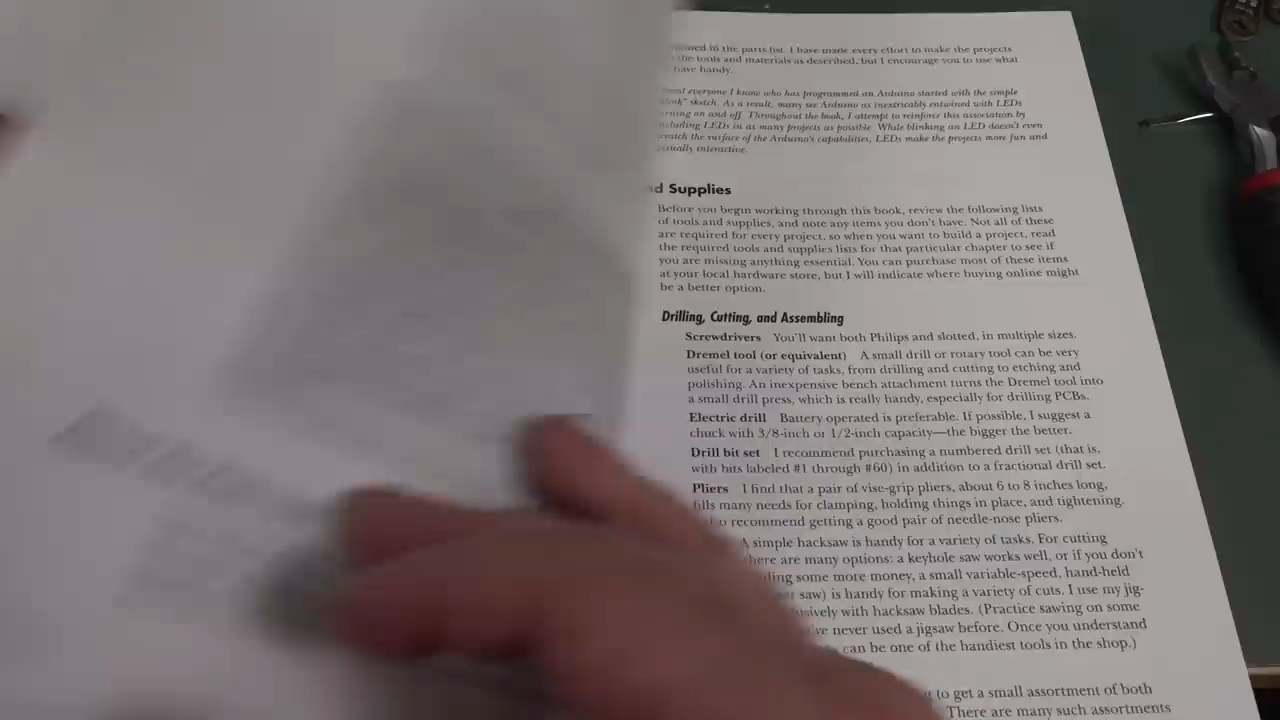 in the parts list. I have made every effort to make the projects
the tools and materials as described, but I encourage you to use what
have handy.
everyone I know who has programmed an Arduino started with the simple
sketch. As a result, many see Arduino as inextricably entwined with LEDs
on and off. Throughout the book, I attempt to reinforce this association by
LEDs in as many projects as possible. While blinking an LED doesn't even
the surface of the Arduino's capabilities, LEDs make the projects more fun and
interactive.
d Supplies
Before you begin working through this book, review the following lists
of tools and supplies, and note any items you don't have. Not all of these
are required for every project, so when you want to build a project, read
the required tools and supplies lists for that particular chapter to see if
you are missing anything essential. You can purchase most of these items
at your local hardware store, but I will indicate where buying online might
be a better option.
Drilling, Cutting, and Assembling
Screwdrivers You'll want both Philips and slotted, in multiple sizes.
Dremel tool (or equivalent) A small drill or rotary tool can be very
useful for a variety of tasks, from drilling and cutting to etching and
polishing. An inexpensive bench attachment turns the Dremel tool into
a small drill press, which is really handy, especially for drilling PCBs.
Electric drill Battery operated is preferable. If possible, I suggest a
chuck with 3/8-inch or 1/2-inch capacity—the bigger the better.
Drill bit set I recommend purchasing a numbered drill set (that is,
with bits labeled #1 through #60) in addition to a fractional drill set.
Pliers I find that a pair of vise-grip pliers, about 6 to 8 inches long,
fills many needs for clamping, holding things in place, and tightening.
o recommend getting a good pair of needle-nose pliers.
A simple hacksaw is handy for a variety of tasks. For cutting
here are many options: a keyhole saw works well, or if you don't
ding some more money, a small variable-speed, hand-held
saw) is handy for making a variety of cuts. I use my jig-
usively with hacksaw blades. (Practice sawing on some
've never used a jigsaw before. Once you understand
can be one of the handiest tools in the shop.)
to get a small assortment of both
There are many such assortments